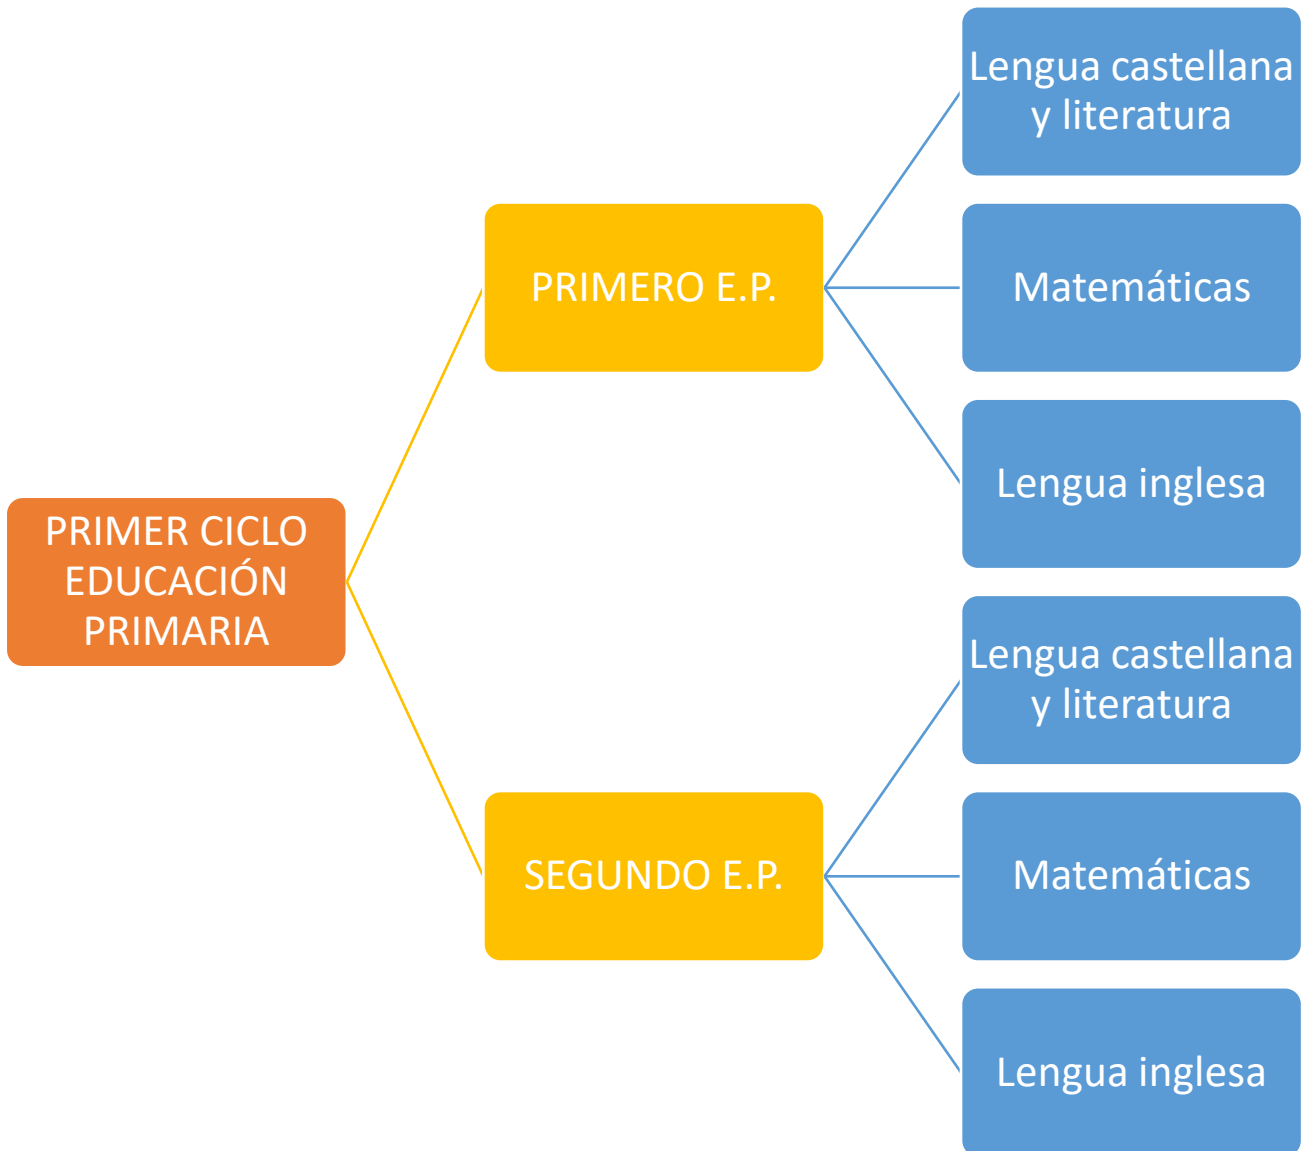 PRIMER CICLO
EDUCACIÓN
PRIMARIA
PRIMERO E.P.
Lengua castellana
y literatura
Matemáticas
Lengua inglesa
SEGUNDO E.P.
Lengua castellana
y literatura
Matemáticas
Lengua inglesa